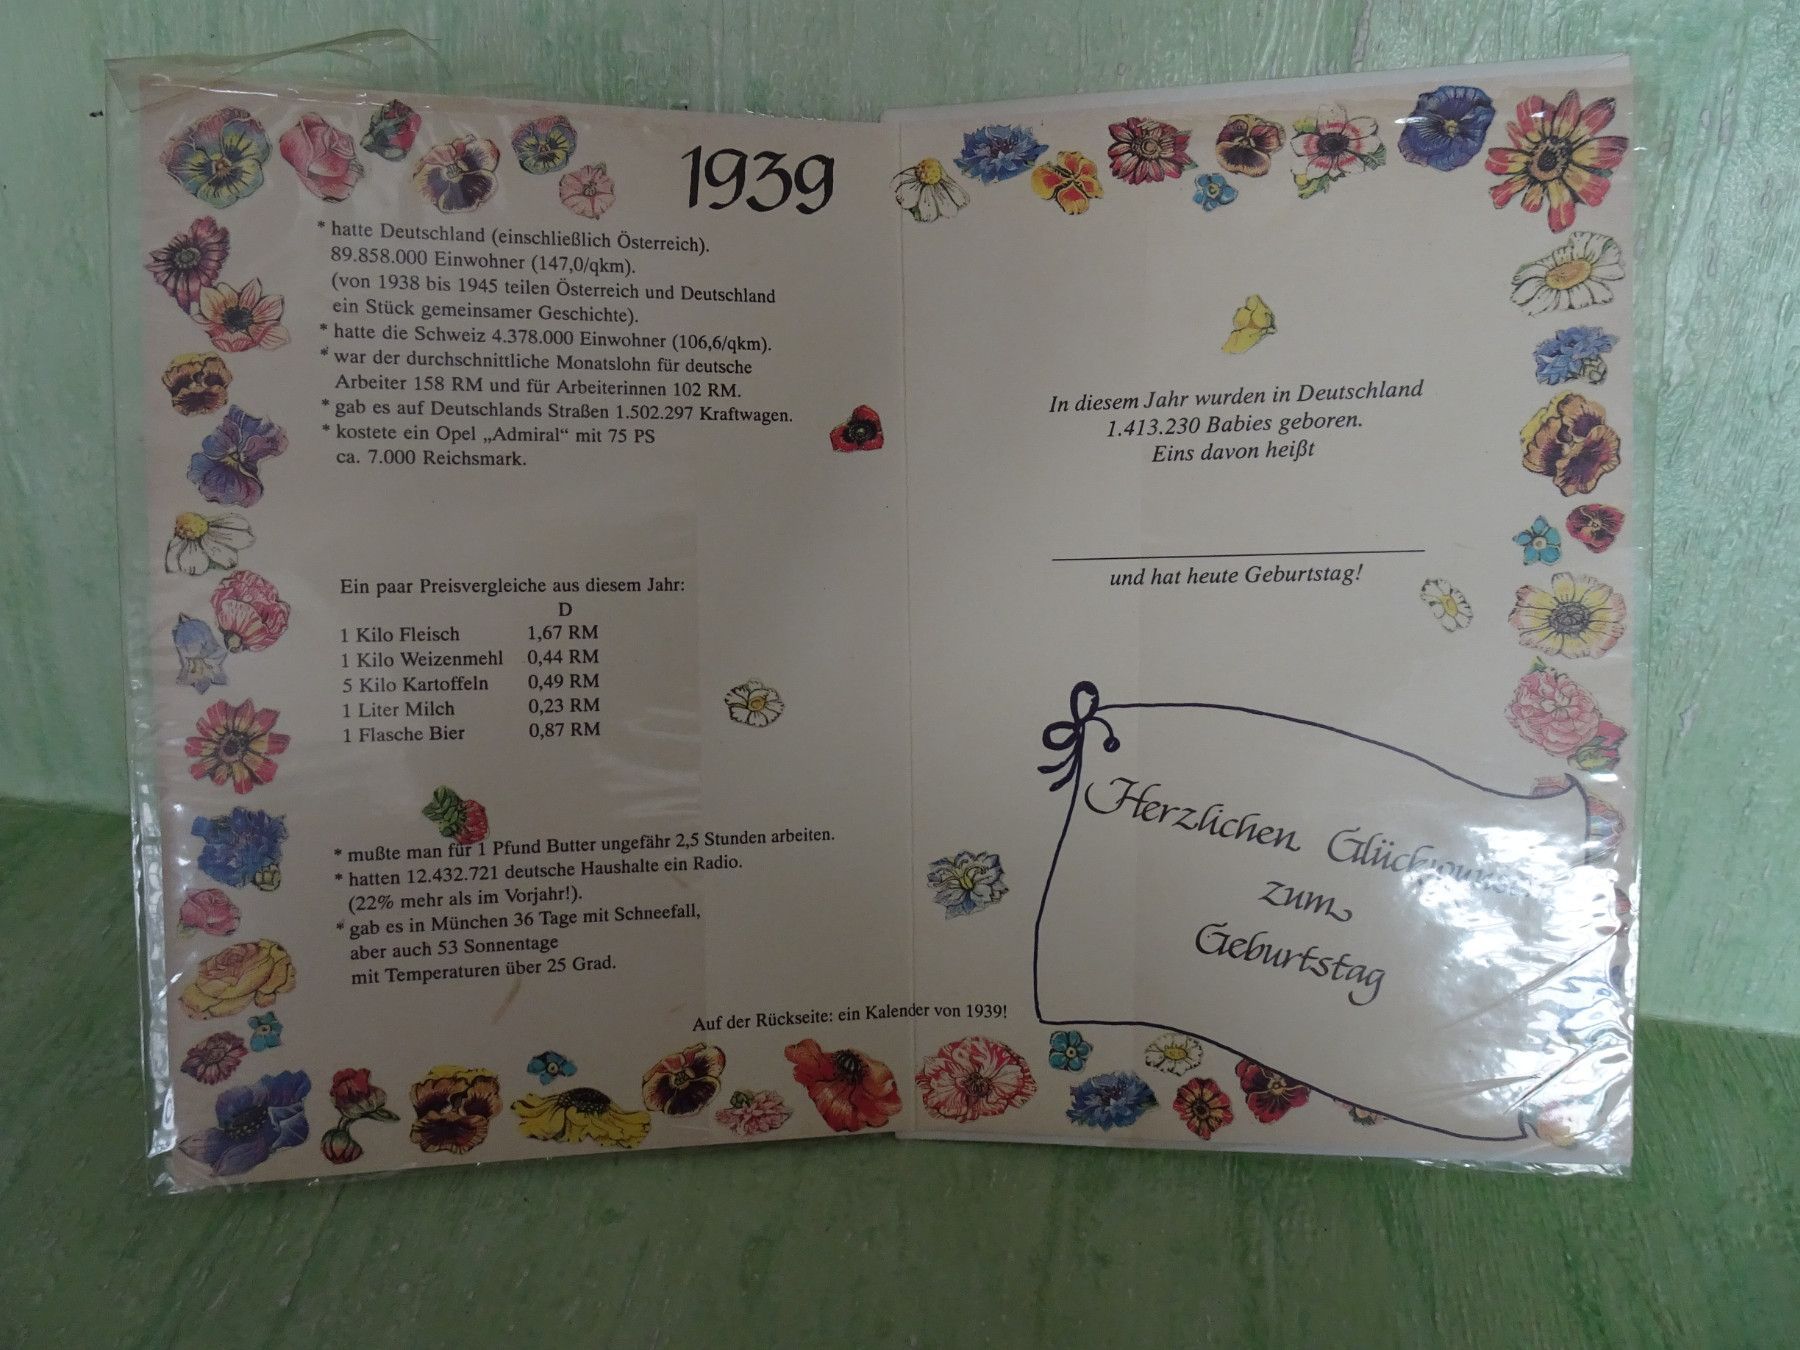 1939
* hatte Deutschland (einschließlich Österreich).
89.858.000 Einwohner (147,0/qkm).
(von 1938 bis 1945 teilen Österreich und Deutschland
ein Stück gemeinsamer Geschichte).
* hatte die Schweiz 4.378.000 Einwohner (106,6/qkm).
* war der durchschnittliche Monatslohn für deutsche
Arbeiter 158 RM und für Arbeiterinnen 102 RM.
* gab es auf Deutschlands Straßen 1.502.297 Kraftwagen.
* kostete ein Opel „Admiral“ mit 75 PS
ca. 7.000 Reichsmark.
Ein paar Preisvergleiche aus diesem Jahr:
D
1 Kilo Fleisch 1,67 RM
1 Kilo Weizenmehl 0,44 RM
5 Kilo Kartoffeln 0,49 RM
1 Liter Milch 0,23 RM
1 Flasche Bier 0,87 RM
* mußte man für 1 Pfund Butter ungefähr 2,5 Stunden arbeiten.
* hatten 12.432.721 deutsche Haushalte ein Radio.
(22% mehr als im Vorjahr!).
* gab es in München 36 Tage mit Schneefall,
aber auch 53 Sonnentage
mit Temperaturen über 25 Grad.
Auf der Rückseite: ein Kalender von 1939!
In diesem Jahr wurden in Deutschland
1.413.230 Babies geboren.
Eins davon heißt
und hat heute Geburtstag!
Herzlichen Glückwunsch
zum
Geburtstag